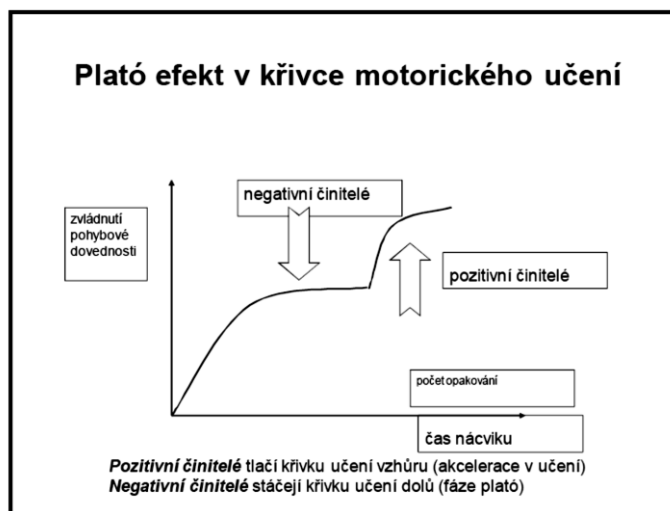 Plató efekt v křivce motorického učení
negativní činitelé
zvládnutí
pohybové
dovednosti
pozitivní činitelé
počet opakování
čas nácviku
Pozitivní činitelé tlačí křivku učení vzhůru (akcelerace v učení)
Negativní činitelé stáčejí křivku učení dolů (fáze plató)